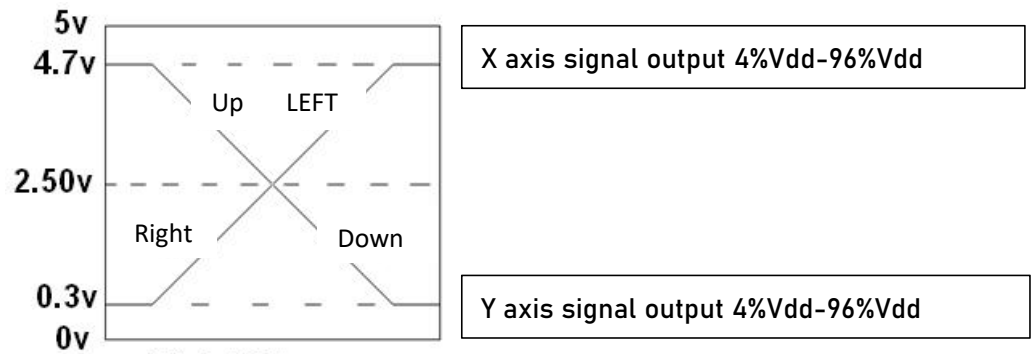 5v
4.7v
X axis signal output 4%Vdd-96%Vdd
Up LEFT
2.50v
Right Down
0.3v
Y axis signal output 4%Vdd-96%Vdd
0v